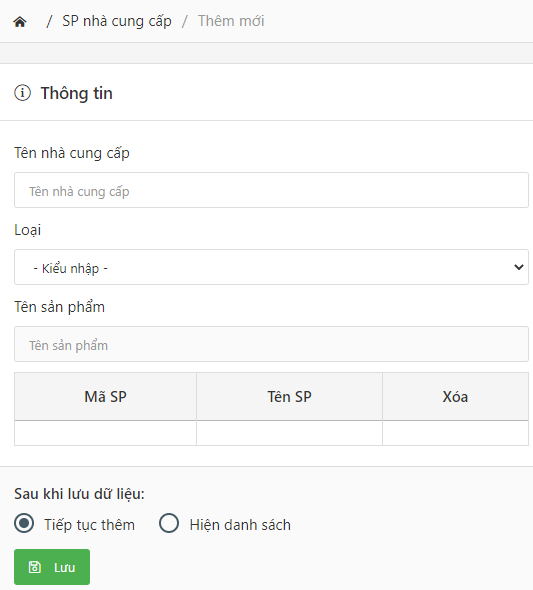 / SP nhà cung cấp / Thêm mới
Thông tin
Tên nhà cung cấp
Tên nhà cung cấp
Loại
- Kiểu nhập -
Tên sản phẩm
Tên sản phẩm
Mã SP Tên SP Xóa
Sau khi lưu dữ liệu:
Tiếp tục thêm Hiện danh sách
Lưu